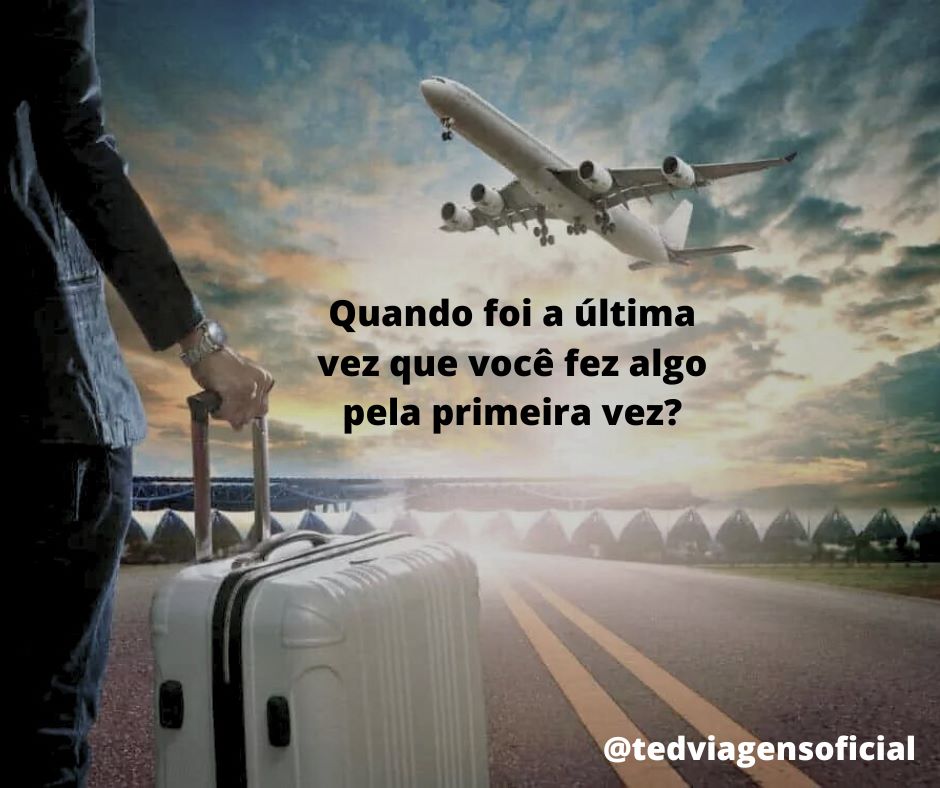 Quando foi a última
vez que você fez algo
pela primeira vez?
@tedviagensoficial